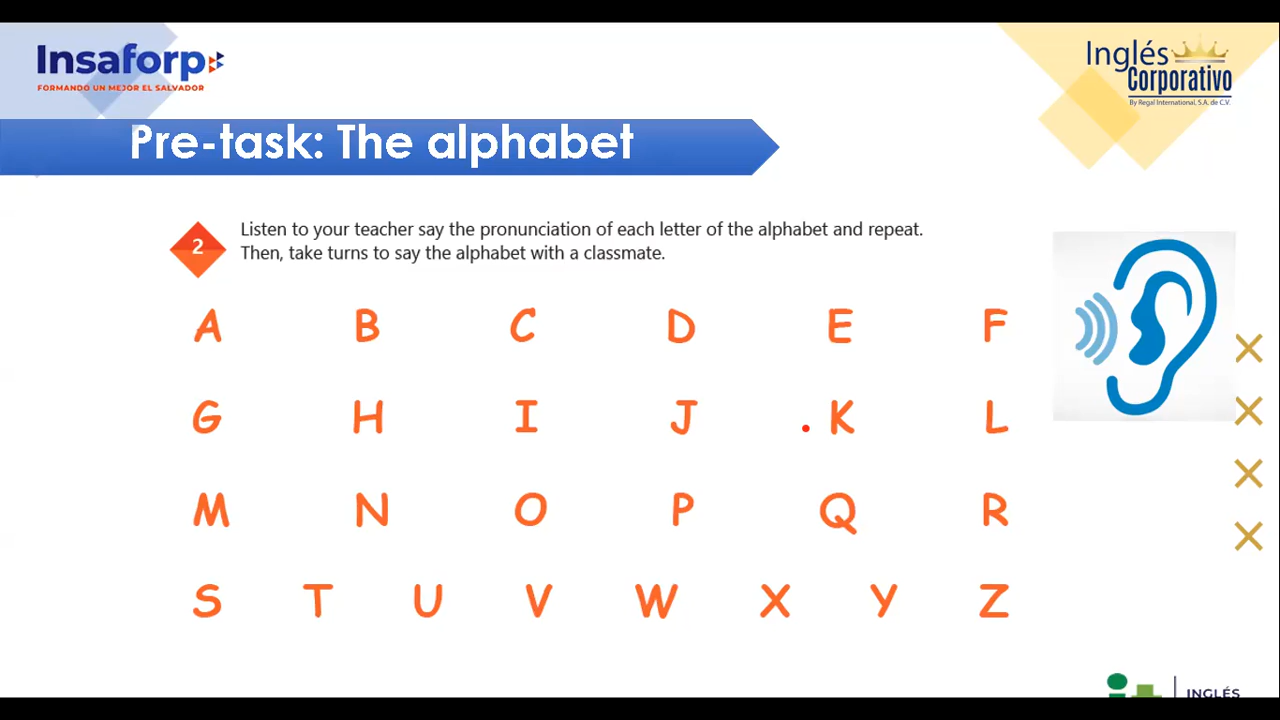 Insaforp
FORMANDO UN MEJOR EL SALVADOR
Inglés
Corporativo
By Regal International, S.A. de C.V.
Pre-task: The alphabet
2
Listen to your teacher say the pronunciation of each letter of the alphabet and repeat.
Then, take turns to say the alphabet with a classmate.
A B C D E F
G H I J K L
M N O P Q R
S T U V W X Y Z
INGLÉS